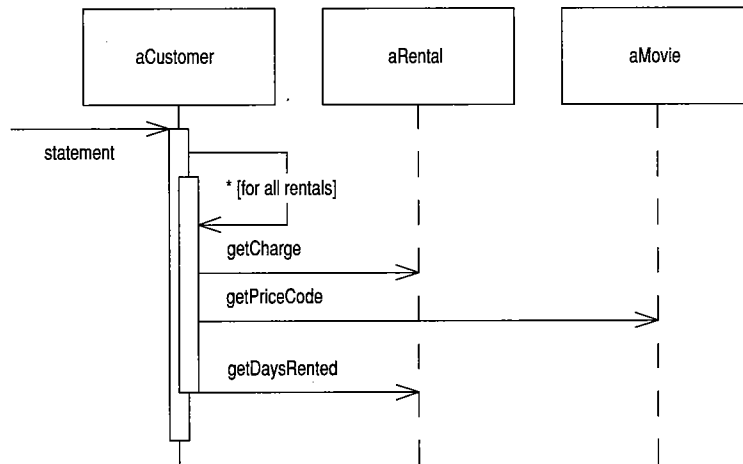 aCustomer
aRental
aMovie
statement
* [for all rentals]
getCharge
getPriceCode
getDaysRented